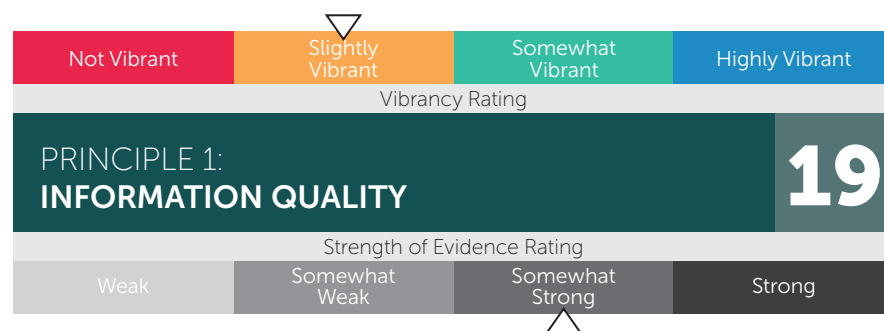 Not Vibrant
Slightly
Vibrant
Somewhat
Vibrant
Highly Vibrant
Vibrancy Rating
PRINCIPLE 1:
INFORMATION QUALITY
19
Strength of Evidence Rating
Weak
Somewhat
Weak
Somewhat
Strong
Strong